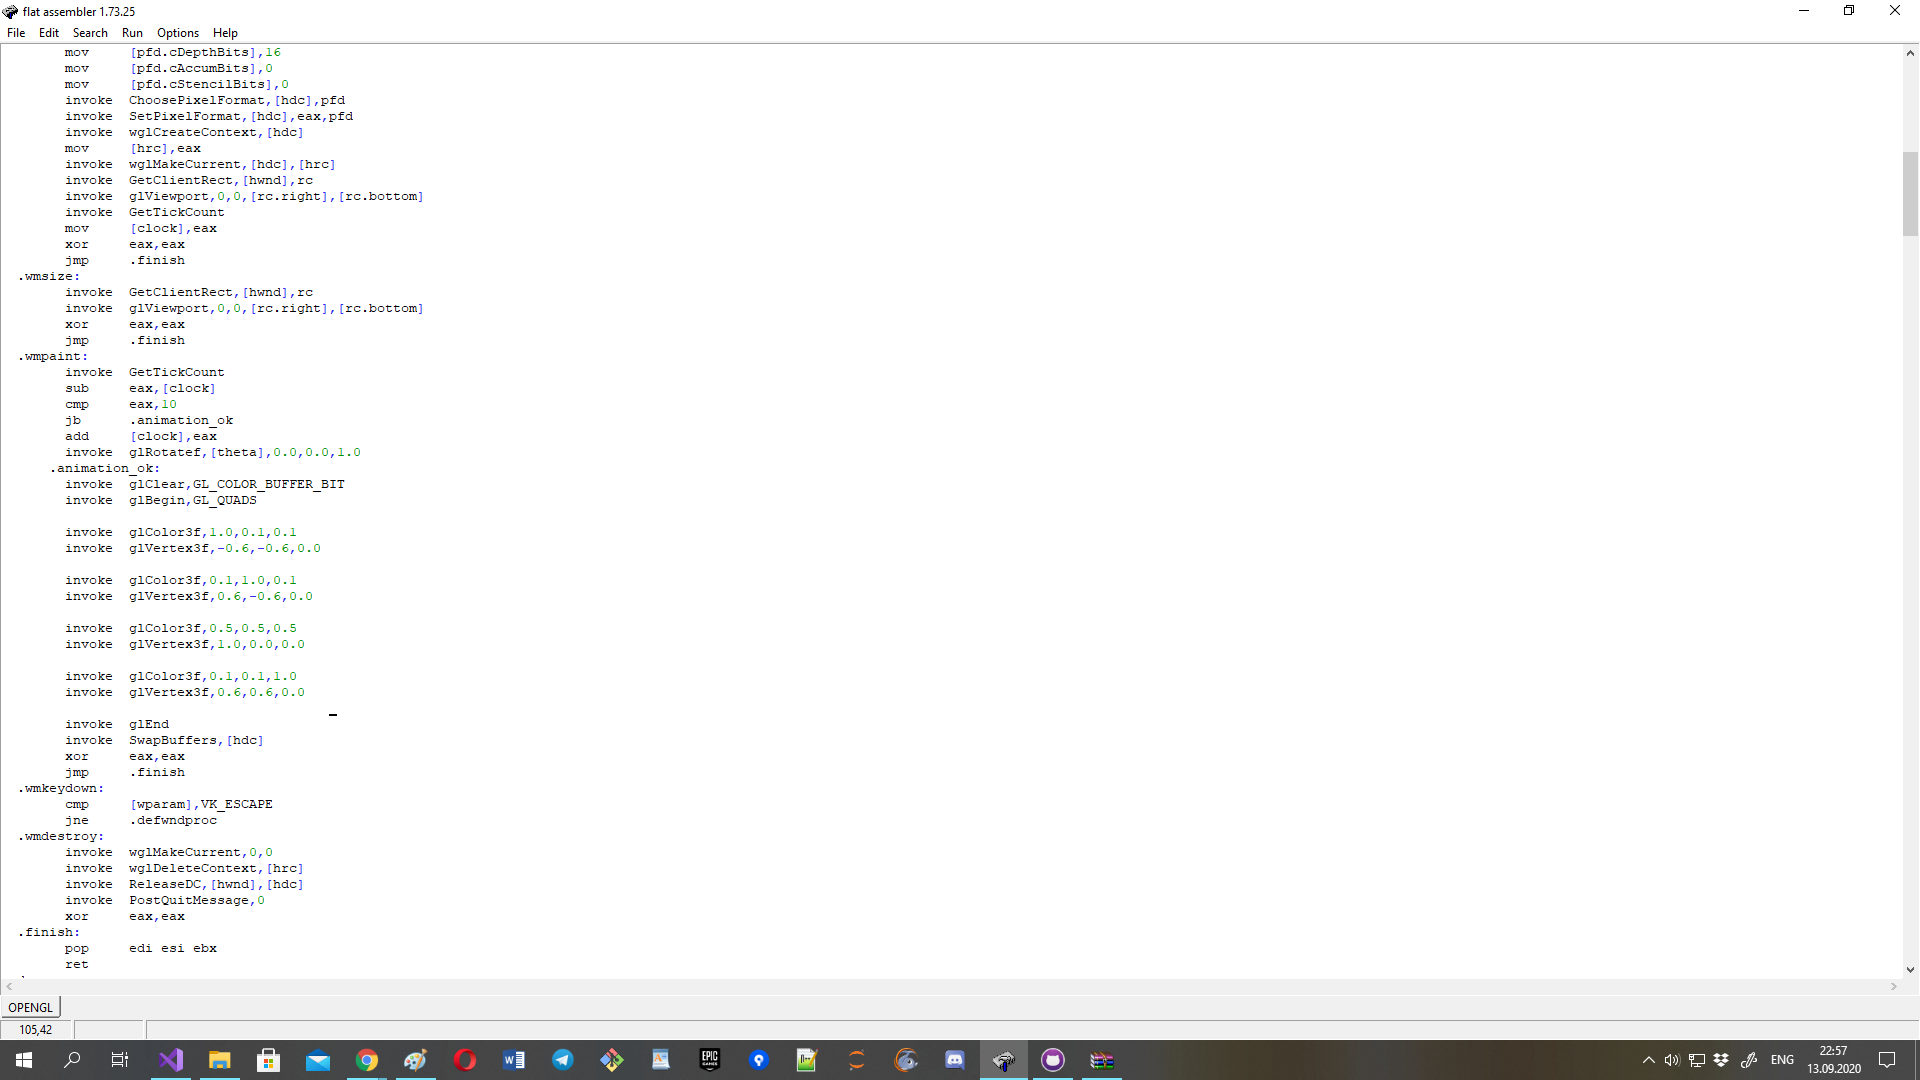 flat assembler 1.73.25
File Edit Search Run Options Help
mov [pfd.cDepthBits],16
mov [pfd.cAccumBits],0
mov [pfd.cStencilBits],0
invoke ChoosePixelFormat,[hdc],pfd
invoke SetPixelFormat,[hdc],eax,pfd
invoke wglCreateContext,[hdc]
mov [hrc],eax
invoke wglMakeCurrent,[hdc],[hrc]
invoke GetClientRect,[hwnd],rc
invoke glViewport,0,0,[rc.right],[rc.bottom]
invoke GetTickCount
mov [clock],eax
xor eax,eax
jmp .finish
.wmsize:
invoke GetClientRect,[hwnd],rc
invoke glViewport,0,0,[rc.right],[rc.bottom]
xor eax,eax
jmp .finish
.wmpaint:
invoke GetTickCount
sub eax,[clock]
cmp eax,10
jb .animation_ok
add [clock],eax
invoke glRotatef,[theta],0.0,0.0,1.0
.animation_ok:
invoke glClear,GL_COLOR_BUFFER_BIT
invoke glBegin,GL_QUADS
invoke glColor3f,1.0,0.1,0.1
invoke glVertex3f,-0.6,-0.6,0.0
invoke glColor3f,0.1,1.0,0.1
invoke glVertex3f,0.6,-0.6,0.0
invoke glColor3f,0.5,0.5,0.5
invoke glVertex3f,1.0,0.0,0.0
invoke glColor3f,0.1,0.1,1.0
invoke glVertex3f,0.6,0.6,0.0
invoke glEnd
invoke SwapBuffers,[hdc]
xor eax,eax
jmp .finish
.wmkeydown:
cmp [wparam],VK_ESCAPE
jne .defwndproc
.wmdestroy:
invoke wglMakeCurrent,0,0
invoke wglDeleteContext,[hrc]
invoke ReleaseDC,[hwnd],[hdc]
invoke PostQuitMessage,0
xor eax,eax
.finish:
pop edi esi ebx
ret
OPENGL
105,42
EPIC GAMES
ENG
22:57
13.09.2020